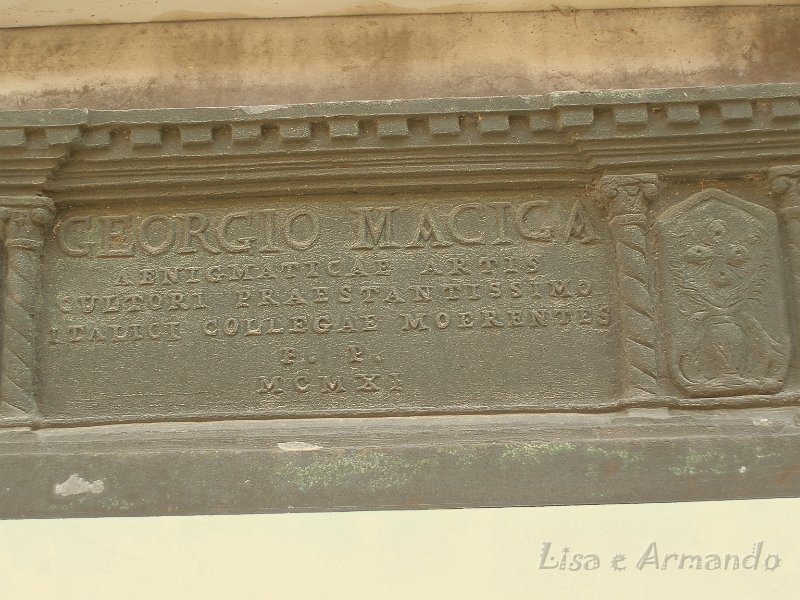 GEORGIO MACIGA
AENIGMATICAE ARTIS
CULTORI PRAESTANTISSIMO
ITALICI COLLEGAE MOERENTES
P. P.
MCMXI
Lisa e Armando